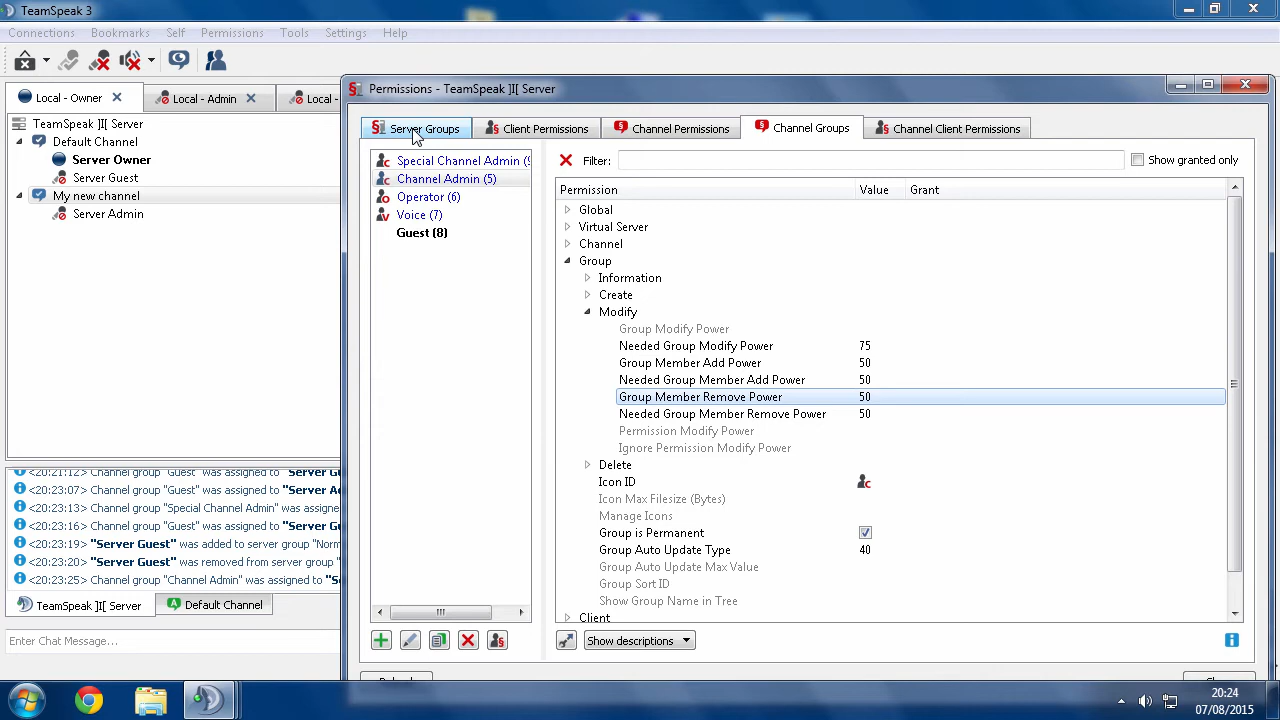 TeamSpeak 3
Connections Bookmarks Self Permissions Tools Settings Help
Local - Owner Local - Admin Local -
TeamSpeak ]I[ Server
Default Channel
Server Owner
Server Guest
My new channel
Server Admin
<20:21:12> Channel group "Guest" was assigned to "Server Gu
<20:23:07> Channel group "Guest" was assigned to "Server Ad
<20:23:13> Channel group "Special Channel Admin" was assigned
<20:23:16> Channel group "Guest" was assigned to "Server Gu
<20:23:19> "Server Guest" was added to server group "Norm
<20:23:20> "Server Guest" was removed from server group "
<20:23:25> Channel group "Channel Admin" was assigned to "Se
TeamSpeak ]I[ Server Default Channel
Enter Chat Message...
Permissions - TeamSpeak ]I[ Server
Server Groups Client Permissions Channel Permissions Channel Groups Channel Client Permissions
Special Channel Admin (9
Channel Admin (5)
Operator (6)
Voice (7)
Guest (8)
Filter: Show granted only
Permission Value Grant
Global
Virtual Server
Channel
Group
Information
Create
Modify
Group Modify Power
Needed Group Modify Power 75
Group Member Add Power 50
Needed Group Member Add Power 50
Group Member Remove Power 50
Needed Group Member Remove Power 50
Permission Modify Power
Ignore Permission Modify Power
Delete
Icon ID
Icon Max Filesize (Bytes)
Manage Icons
Group is Permanent
Group Auto Update Type 40
Group Auto Update Max Value
Group Sort ID
Show Group Name in Tree
Client
Show descriptions
20:24
07/08/2015